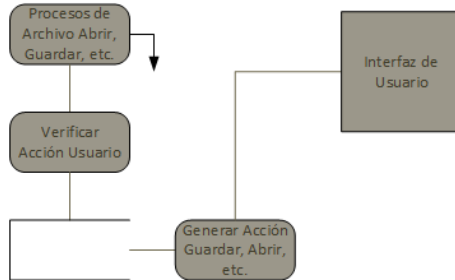 Procesos de
Archivo Abrir,
Guardar, etc.
Interfaz de
Usuario
Verificar
Acción Usuario
Generar Acción
Guardar, Abrir,
etc.